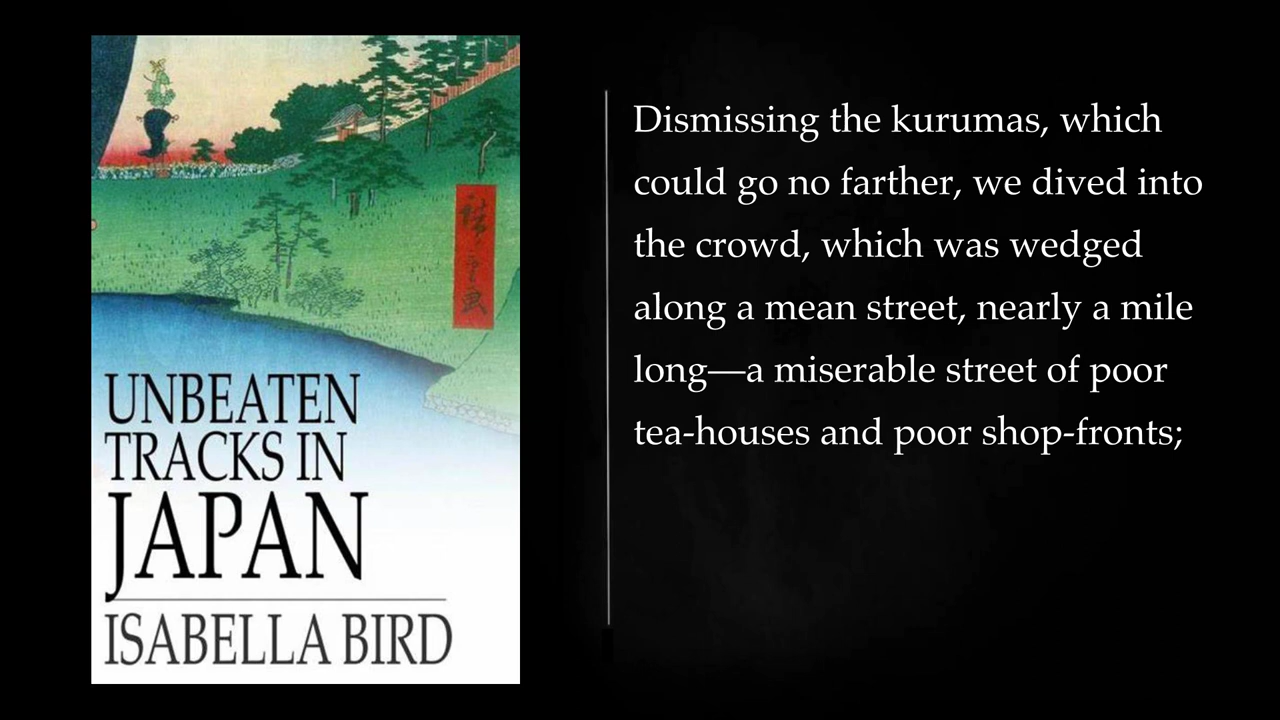 UNBEATEN
TRACKS IN
JAPAN
ISABELLA BIRD
Dismissing the kurumas, which
could go no farther, we dived into
the crowd, which was wedged
along a mean street, nearly a mile
long—a miserable street of poor
tea-houses and poor shop-fronts;